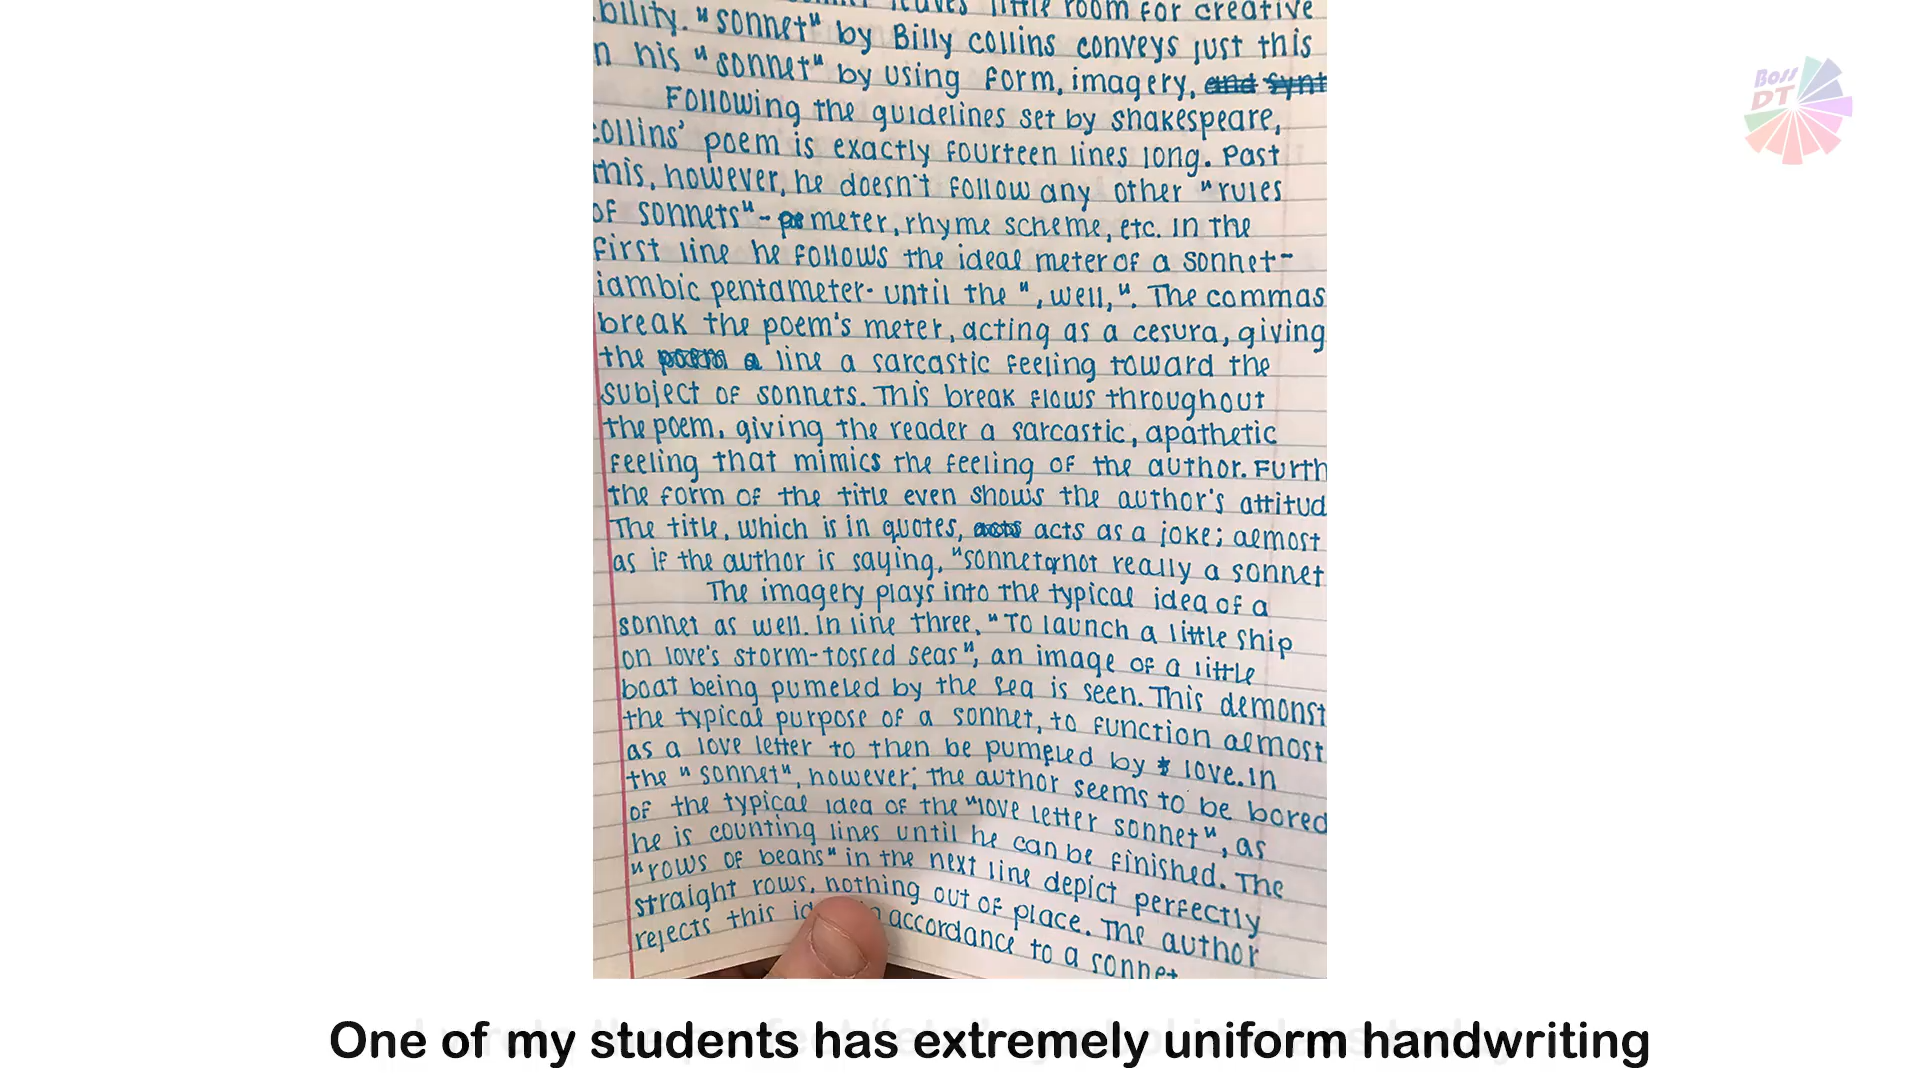 little room for creative
bility. "sonnet" by Billy Collins conveys just this
n his "sonnet" by using form, imagery, and synt
Following the guidelines set by shakespeare,
collins' poem is exactly fourteen lines long. Past
this, however, he doesn't follow any other "rules
of sonnets" - meter, rhyme scheme, etc. In the
first line he follows the ideal meter of a sonnet-
iambic pentameter- until the ", well,". The commas
break the poem's meter, acting as a cesura, giving
the poem a line a sarcastic feeling toward the
subject of sonnets. This break flows throughout
the poem, giving the reader a sarcastic, apathetic
feeling that mimics the feeling of the author. Furth
the form of the title even shows the author's attitud
The title, which is in quotes, acts acts as a joke; almost
as if the author is saying, "sonnet not really a sonnet
The imagery plays into the typical idea of a
sonnet as well. In line three, "To launch a little ship
on love's storm-tossed seas", an image of a little
boat being pumeled by the sea is seen. This demonst
the typical purpose of a sonnet, to function almost
as a love letter to then be pumeled by love. In
the "sonnet", however; the author seems to be bored
of the typical idea of the "love letter sonnet", as
he is counting lines until he can be finished. The
"rows of beans" in the next line depict perfectly
straight rows, nothing out of place. The author
rejects this accordance to a sonnet
Boss
DT
One of my students has extremely uniform handwriting